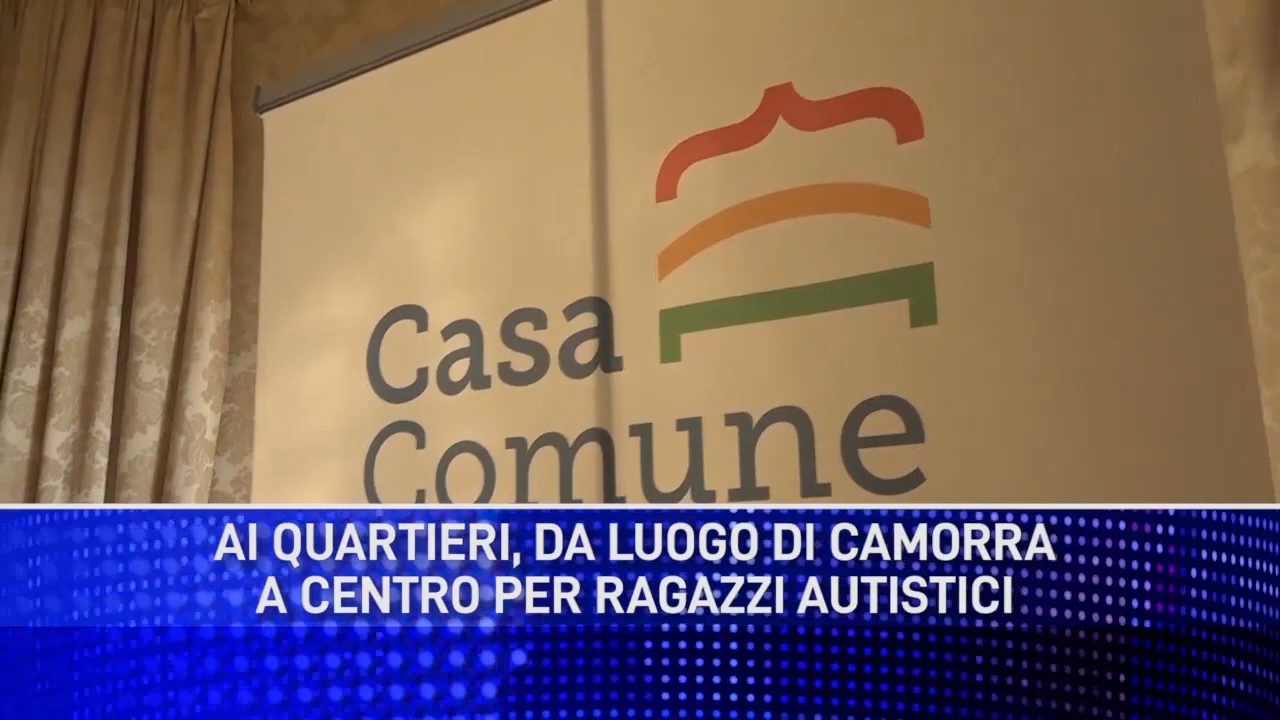 Casa
Comune
AI QUARTIERI, DA LUOGO DI CAMORRA
A CENTRO PER RAGAZZI AUTISTICI